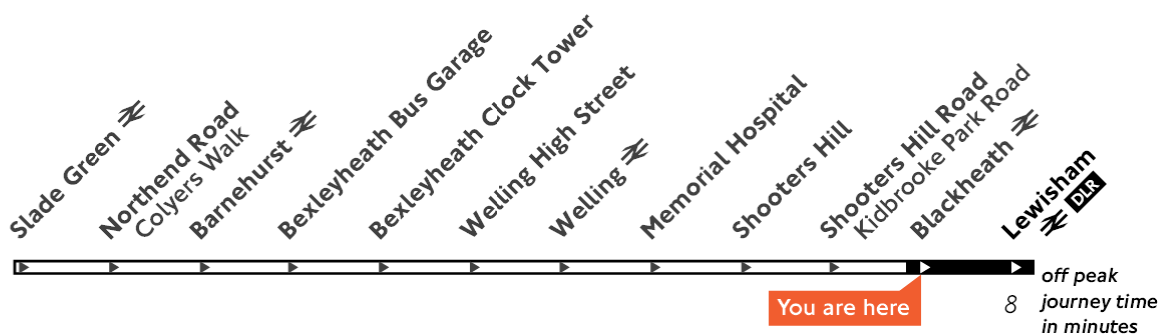 Slade Green
Northend Road
Colyers Walk
Barnehurst
Bexleyheath Bus Garage
Bexleyheath Clock Tower
Welling High Street
Welling
Memorial Hospital
Shooters Hill
Shooters Hill Road
Kidbrooke Park Road
Blackheath
Lewisham
DLR
You are here
8
off peak
journey time
in minutes